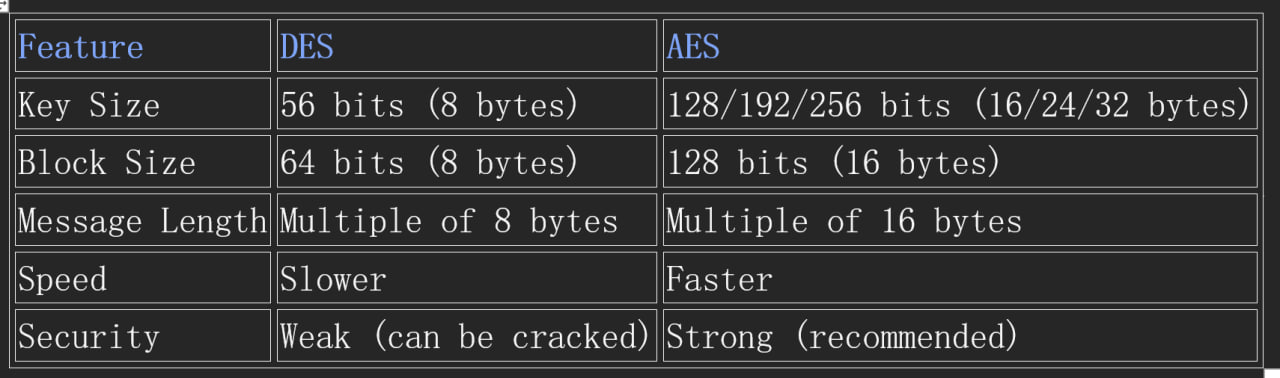 Feature DES AES
Key Size 56 bits (8 bytes) 128/192/256 bits (16/24/32 bytes)
Block Size 64 bits (8 bytes) 128 bits (16 bytes)
Message Length Multiple of 8 bytes Multiple of 16 bytes
Speed Slower Faster
Security Weak (can be cracked) Strong (recommended)